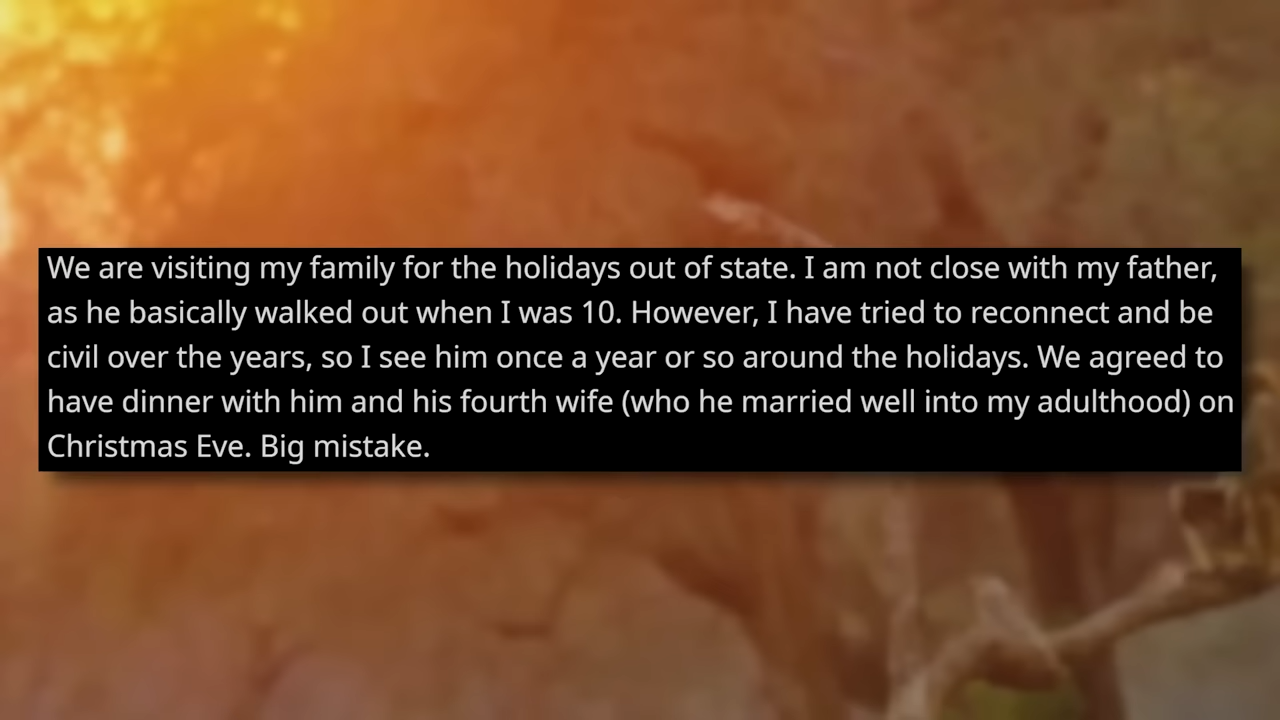 We are visiting my family for the holidays out of state. I am not close with my father,
as he basically walked out when I was 10. However, I have tried to reconnect and be
civil over the years, so I see him once a year or so around the holidays. We agreed to
have dinner with him and his fourth wife (who he married well into my adulthood) on
Christmas Eve. Big mistake.